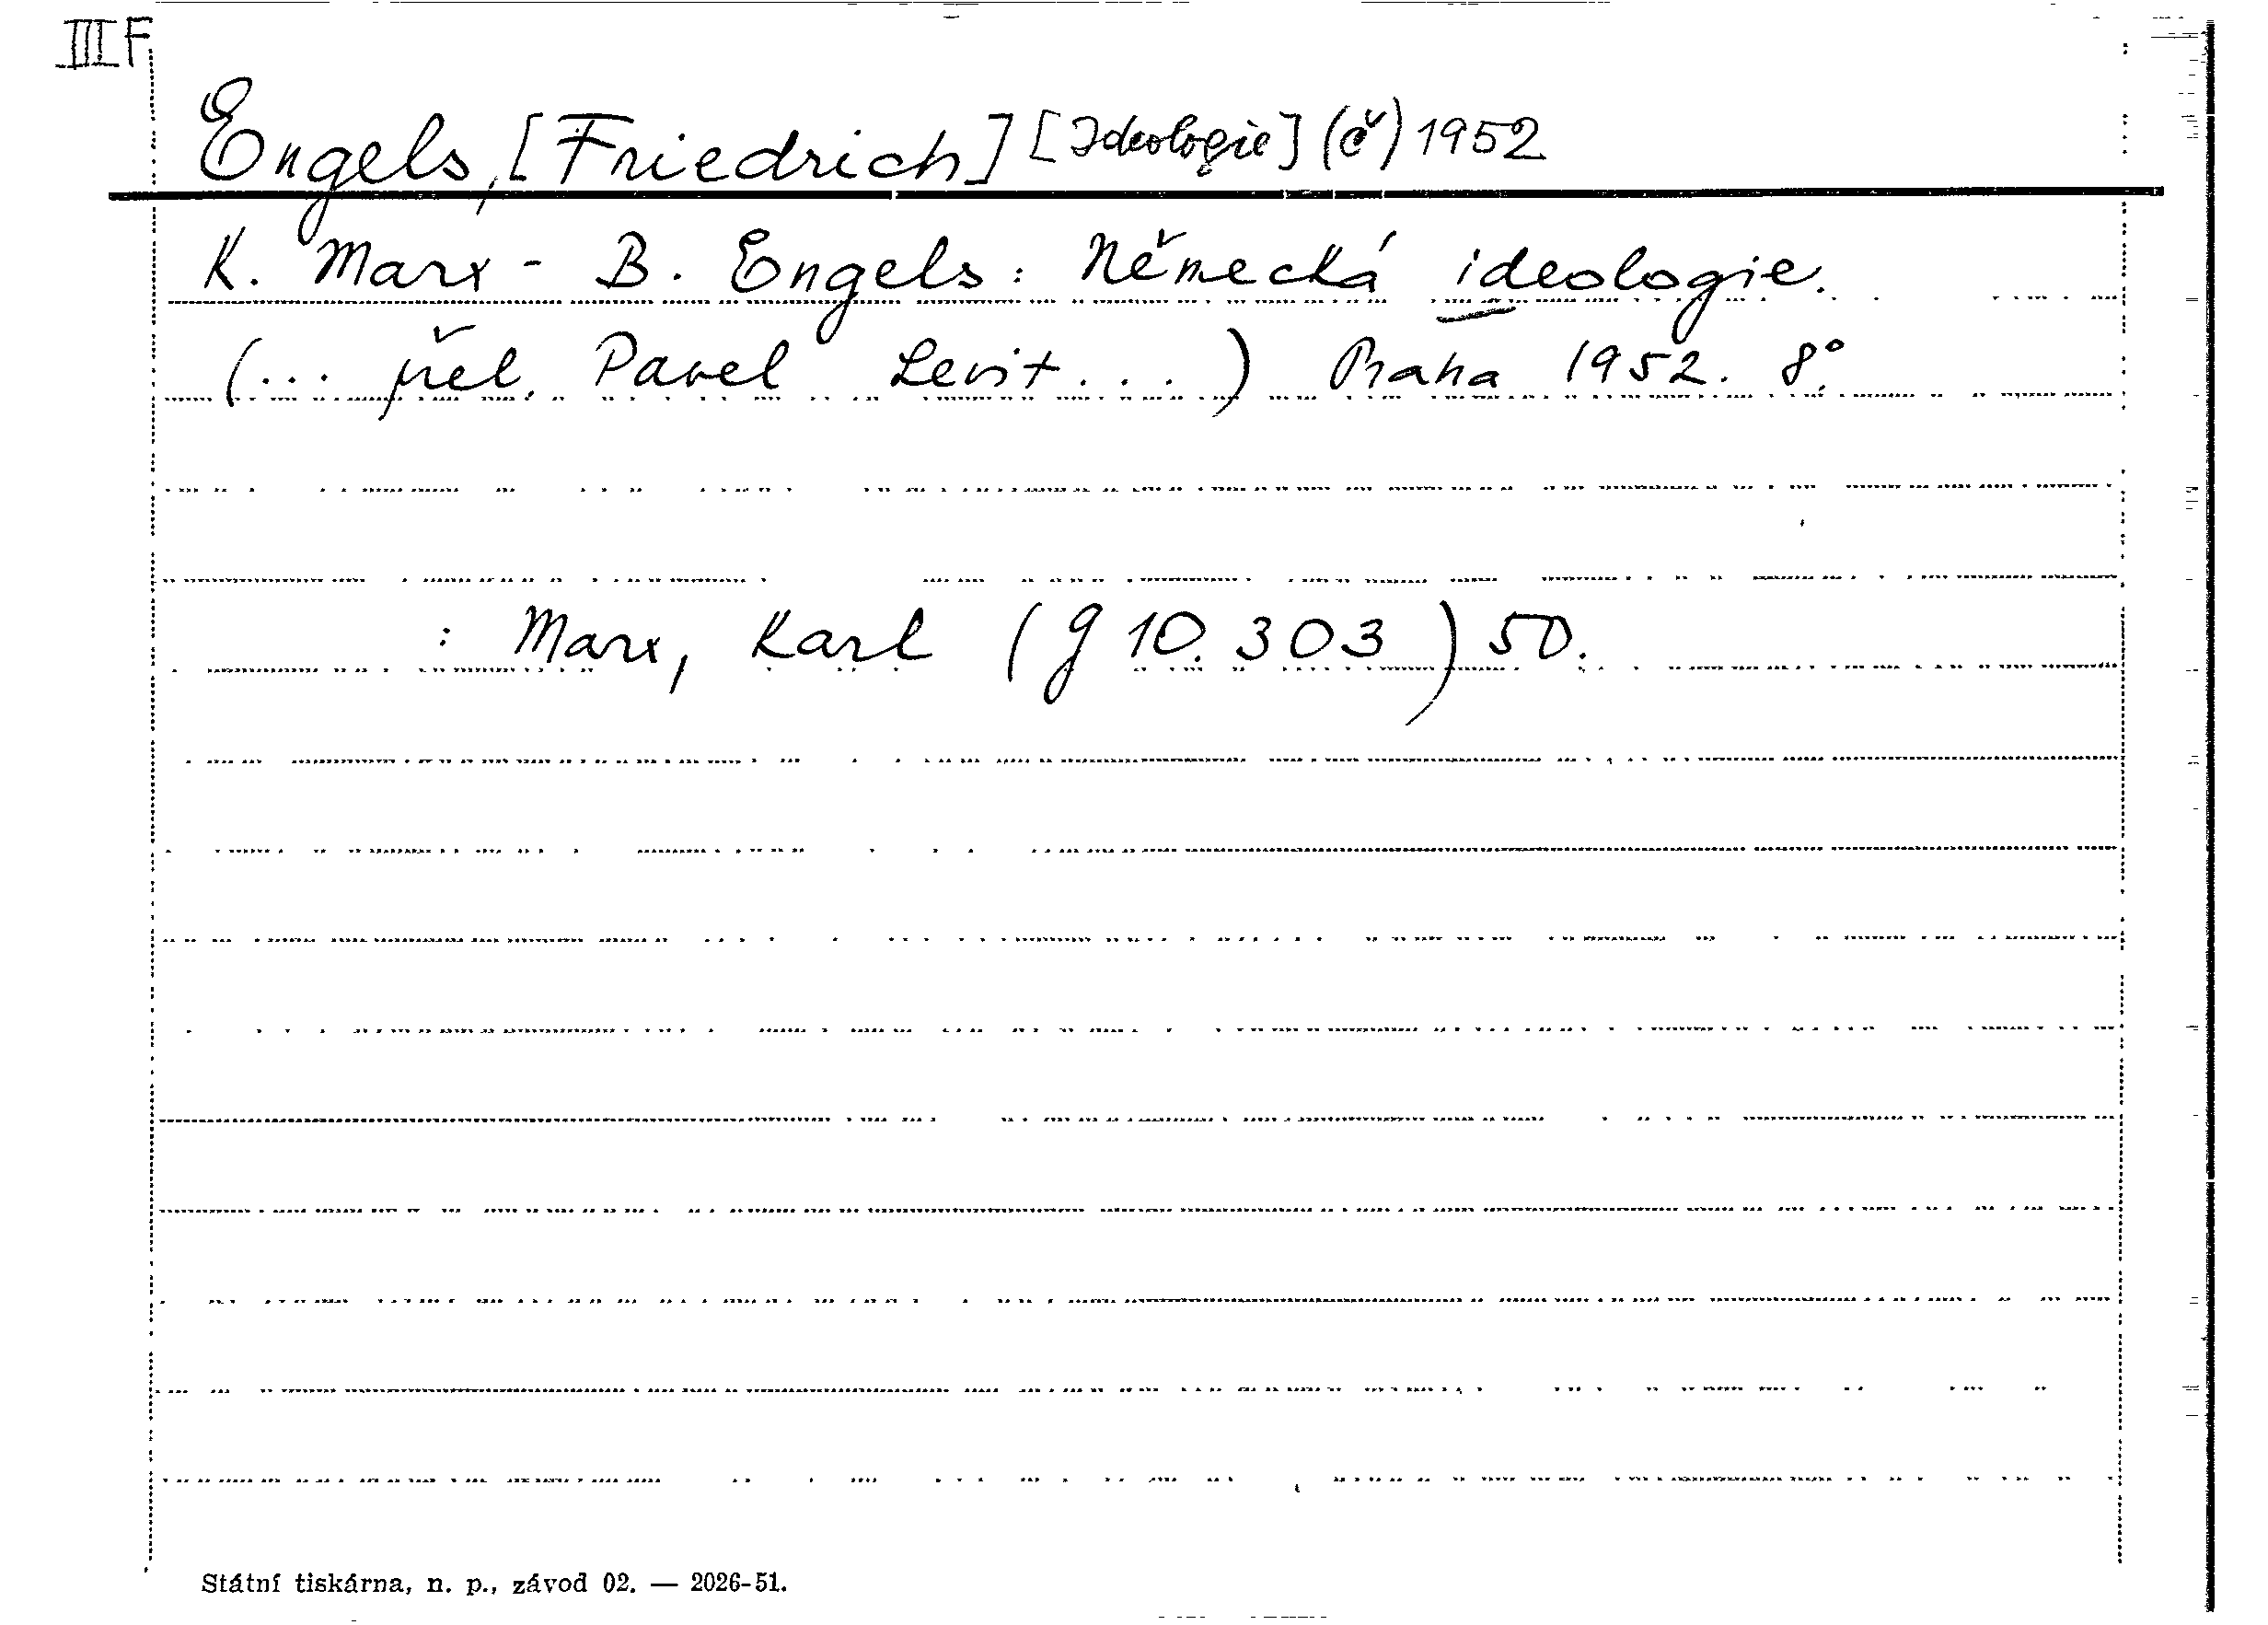 III F
Engels, [Friedrich] [Ideologie] (č) 1952
K. Marx - B. Engels: Německá ideologie.
(... přel. Pavel Levit...) Praha 1952. 8°.
: Marx, Karl (g 10.303) 50.
Státní tiskárna, n. p., závod 02. — 2026-51.